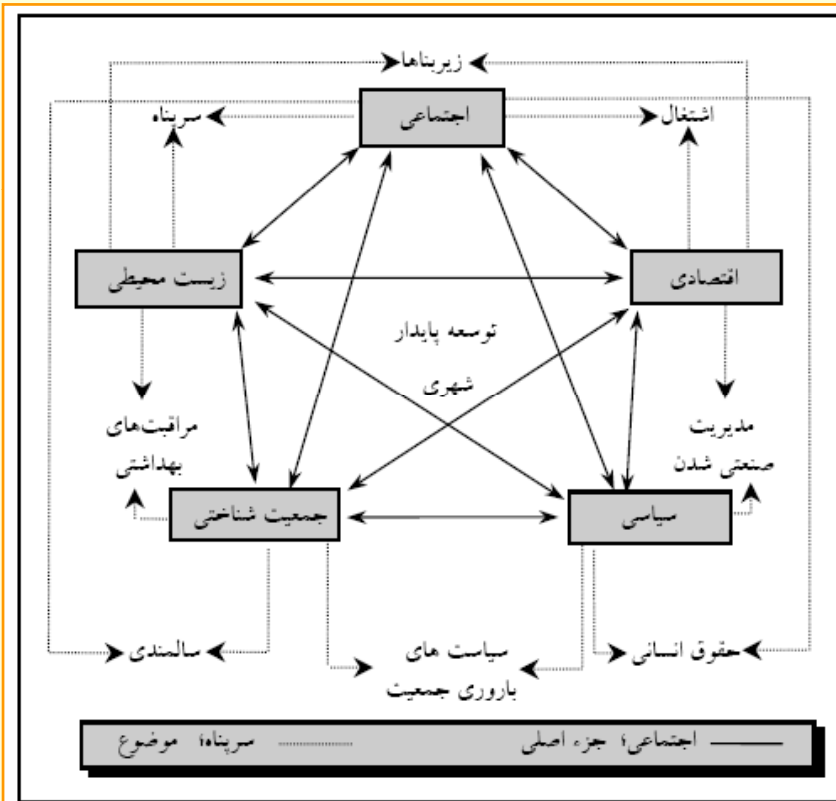 زیربناها
سرپناه
اجتماعی
اشتغال
زیست محیطی
اقتصادی
توسعه پایدار
شهری
مراقبت‌های
بهداشتی
مدیریت
صنعتی شدن
جمعیت شناختی
سیاسی
سالمندی
سیاست های
باروری جمعیت
حقوق انسانی
اجتماعی؛ جزء اصلی
سرپناه؛ موضوع